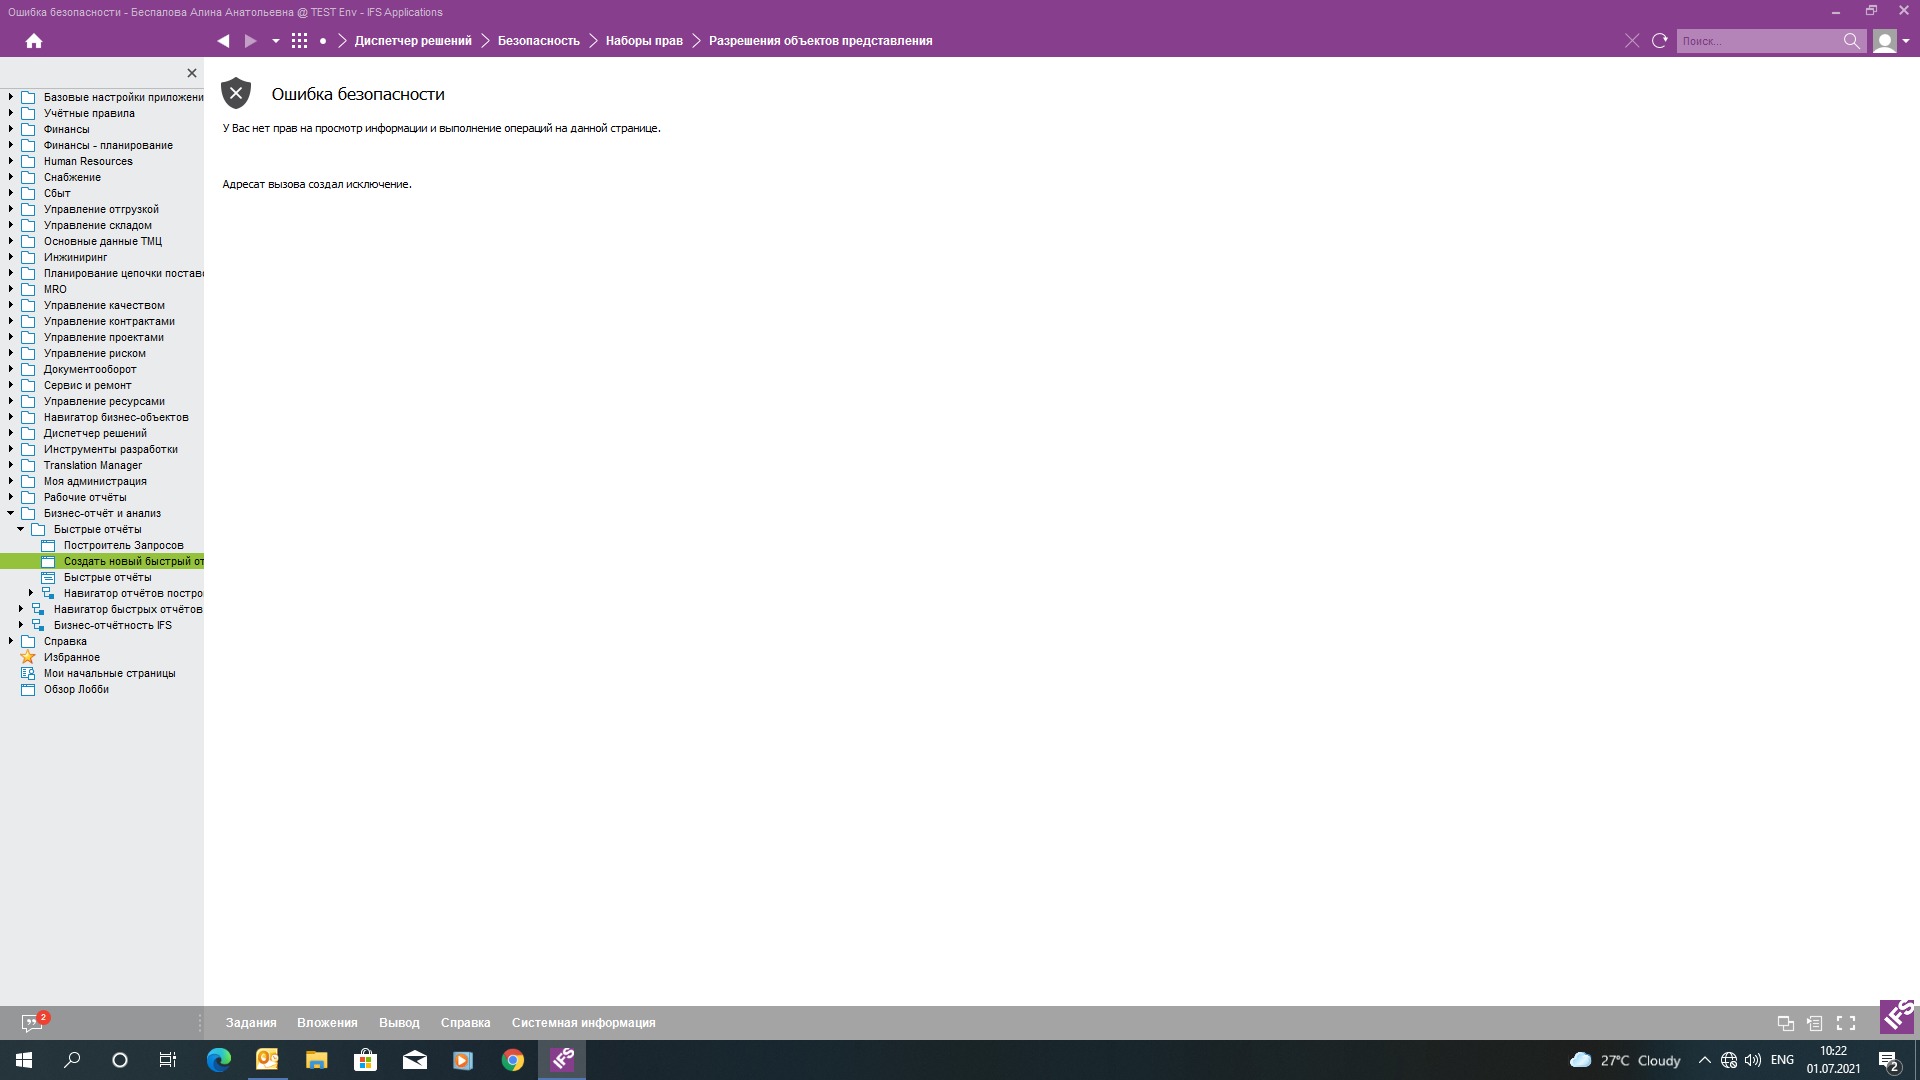 Ошибка безопасности - Беспалова Алина Анатольевна @ TEST Env - IFS Applications
Диспетчер решений
Безопасность
Наборы прав
Разрешения объектов представления
Поиск...
Ошибка безопасности
У Вас нет прав на просмотр информации и выполнение операций на данной странице.
Адресат вызова создал исключение.
Базовые настройки приложени
Учётные правила
Финансы
Финансы - планирование
Human Resources
Снабжение
Сбыт
Управление отгрузкой
Управление складом
Основные данные ТМЦ
Инжиниринг
Планирование цепочки постав
MRO
Управление качеством
Управление контрактами
Управление проектами
Управление риском
Документооборот
Сервис и ремонт
Управление ресурсами
Навигатор бизнес-объектов
Диспетчер решений
Инструменты разработки
Translation Manager
Моя администрация
Рабочие отчёты
Бизнес-отчёт и анализ
Быстрые отчёты
Построитель Запросов
Создать новый быстрый от
Быстрые отчёты
Навигатор отчётов постро
Навигатор быстрых отчётов
Бизнес-отчётность IFS
Справка
Избранное
Мои начальные страницы
Обзор Лобби
2
Задания
Вложения
Вывод
Справка
Системная информация
IFS
IFS
27°C Cloudy
ENG
10:22
01.07.2021
2